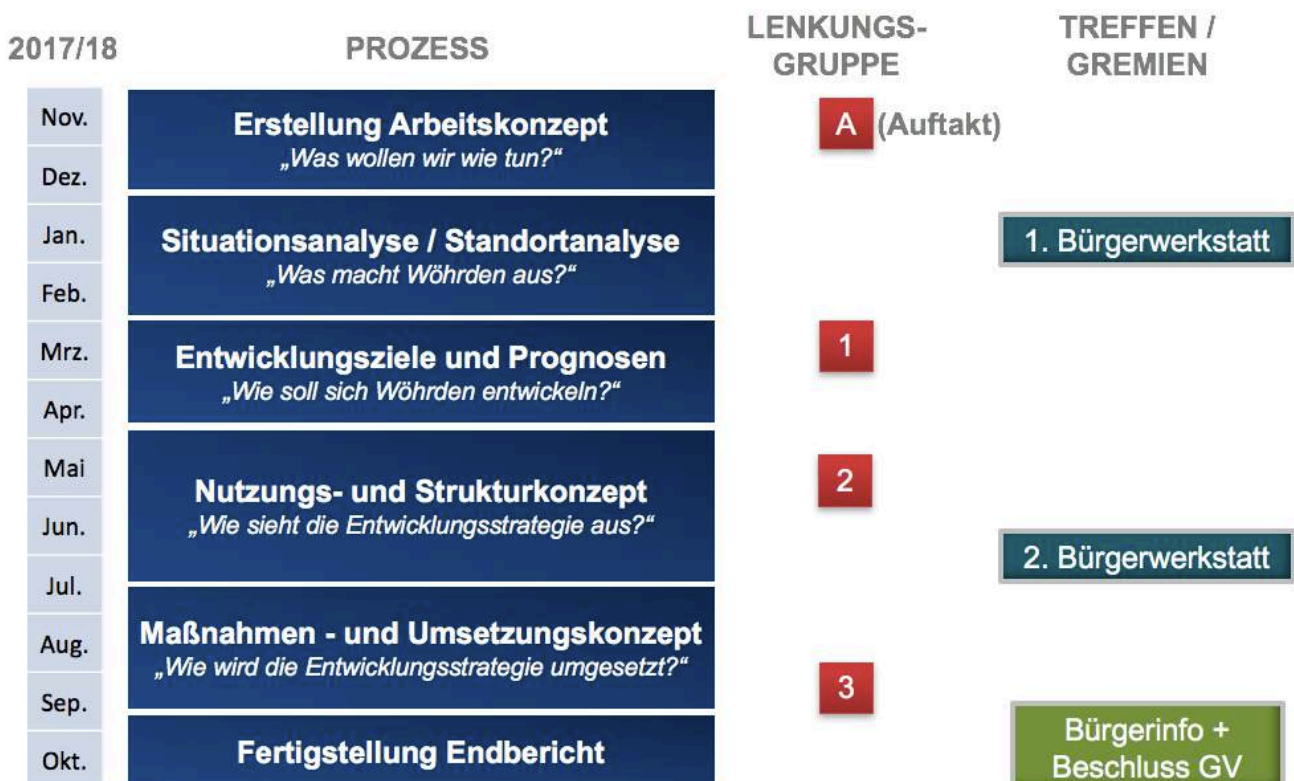 2017/18
PROZESS
LENKUNGS-
GRUPPE
TREFFEN /
GREMIEN
Nov.
Dez.
Erstellung Arbeitskonzept
„Was wollen wir wie tun?“
A (Auftakt)
Jan.
Feb.
Situationsanalyse / Standortanalyse
„Was macht Wöhrden aus?“
1. Bürgerwerkstatt
Mrz.
Apr.
Entwicklungsziele und Prognosen
„Wie soll sich Wöhrden entwickeln?“
1
Mai
Jun.
Jul.
Nutzungs- und Strukturkonzept
„Wie sieht die Entwicklungsstrategie aus?“
2
2. Bürgerwerkstatt
Aug.
Sep.
Maßnahmen - und Umsetzungskonzept
„Wie wird die Entwicklungsstrategie umgesetzt?“
3
Okt.
Fertigstellung Endbericht
Bürgerinfo +
Beschluss GV